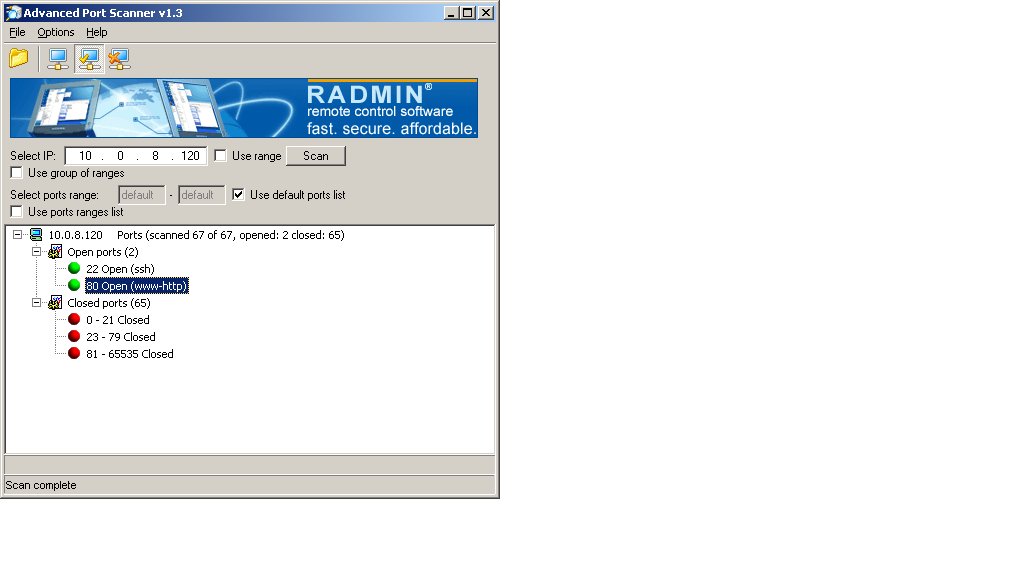 Advanced Port Scanner v1.3
File Options Help
RADMIN®
remote control software
fast. secure. affordable.
Select IP: 10 . 0 . 8 . 120 Use range Scan
Use group of ranges
Select ports range: default - default Use default ports list
Use ports ranges list
10.0.8.120 Ports (scanned 67 of 67, opened: 2 closed: 65)
Open ports (2)
22 Open (ssh)
80 Open (www-http)
Closed ports (65)
0 - 21 Closed
23 - 79 Closed
81 - 65535 Closed
Scan complete